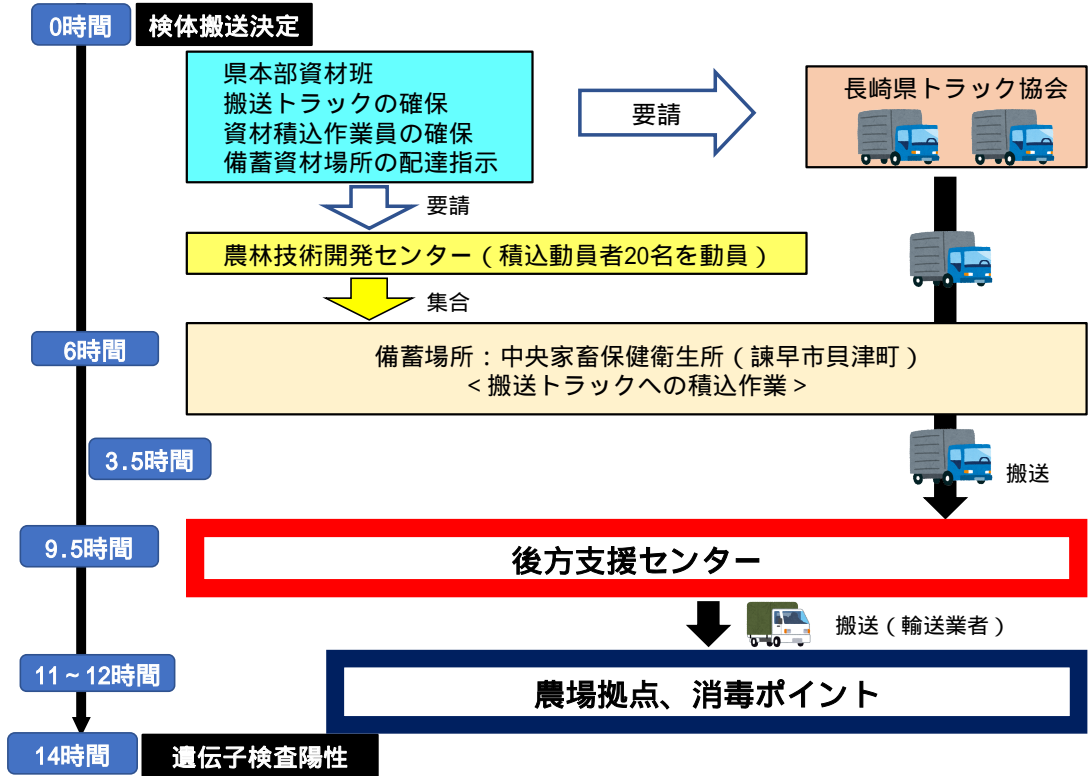 0時間
検体搬送決定
県本部資材班
搬送トラックの確保
資材積込作業員の確保
備蓄資材場所の配達指示
要請
長崎県トラック協会
要請
農林技術開発センター（積込動員者20名を動員）
集合
6時間
備蓄場所：中央家畜保健衛生所（諫早市貝津町）
＜搬送トラックへの積込作業＞
3.5時間
搬送
9.5時間
後方支援センター
搬送（輸送業者）
11～12時間
農場拠点、消毒ポイント
14時間
遺伝子検査陽性